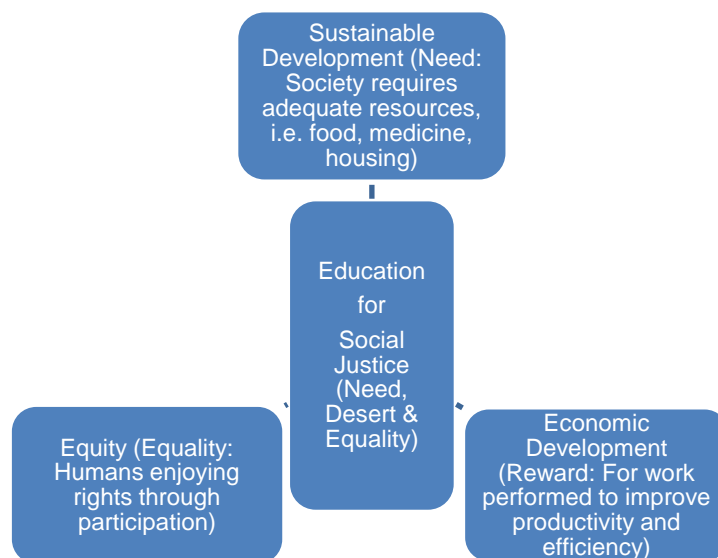 Sustainable
Development (Need:
Society requires
adequate resources,
i.e. food, medicine,
housing)
Education
for
Social
Justice
(Need,
Desert &
Equality)
Equity (Equality:
Humans enjoying
rights through
participation)
Economic
Development
(Reward: For work
performed to improve
productivity and
efficiency)